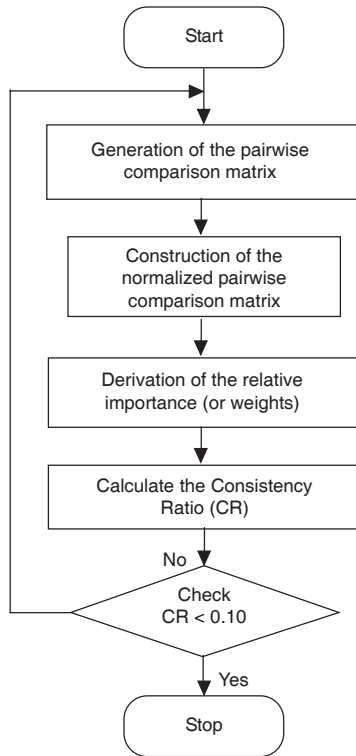 Start
Generation of the pairwise
comparison matrix
Construction of the
normalized pairwise
comparison matrix
Derivation of the relative
importance (or weights)
Calculate the Consistency
Ratio (CR)
No
Check
CR < 0.10
Yes
Stop